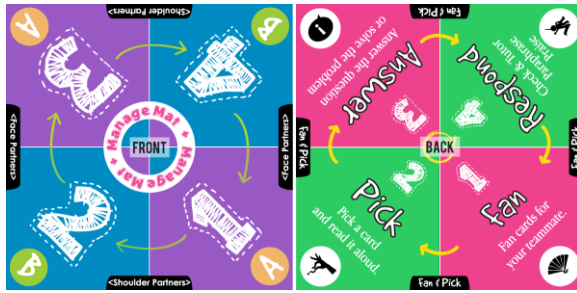 <Shoulder Partners>
A
3
B
4
<Face Partners>
<Face Partners>
Manage Mat + Manage Mat +
FRONT
2
B
1
A
<Shoulder Partners>
Fan & Pick
Answer the question
or solve the problem
Answer
3
Check & Tutor
Paraphrase
Praise
Respond
4
Fan & Pick
Fan & Pick
BACK
2
Pick
Pick a card
and read it aloud.
1
Fan
Fan cards for
your teammate.
Fan & Pick